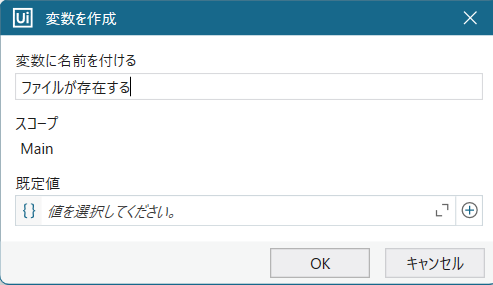 Ui 変数を作成
変数に名前を付ける
ファイルが存在する
スコープ
Main
既定値
{ } 値を選択してください。
OK キャンセル